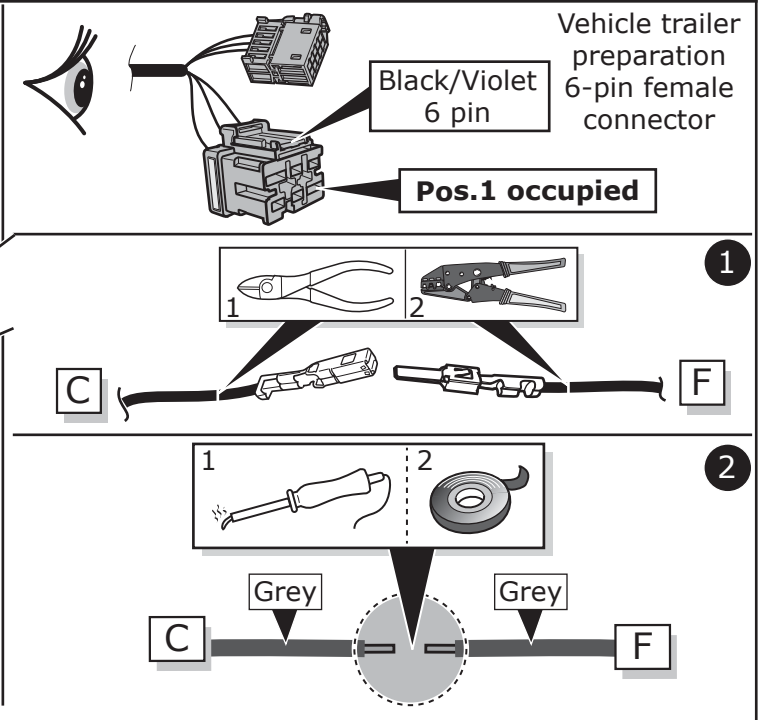 Vehicle trailer
preparation
6-pin female
connector
Black/Violet
6 pin
Pos.1 occupied
1
1
2
C
F
2
1
2
Grey
Grey
C
F